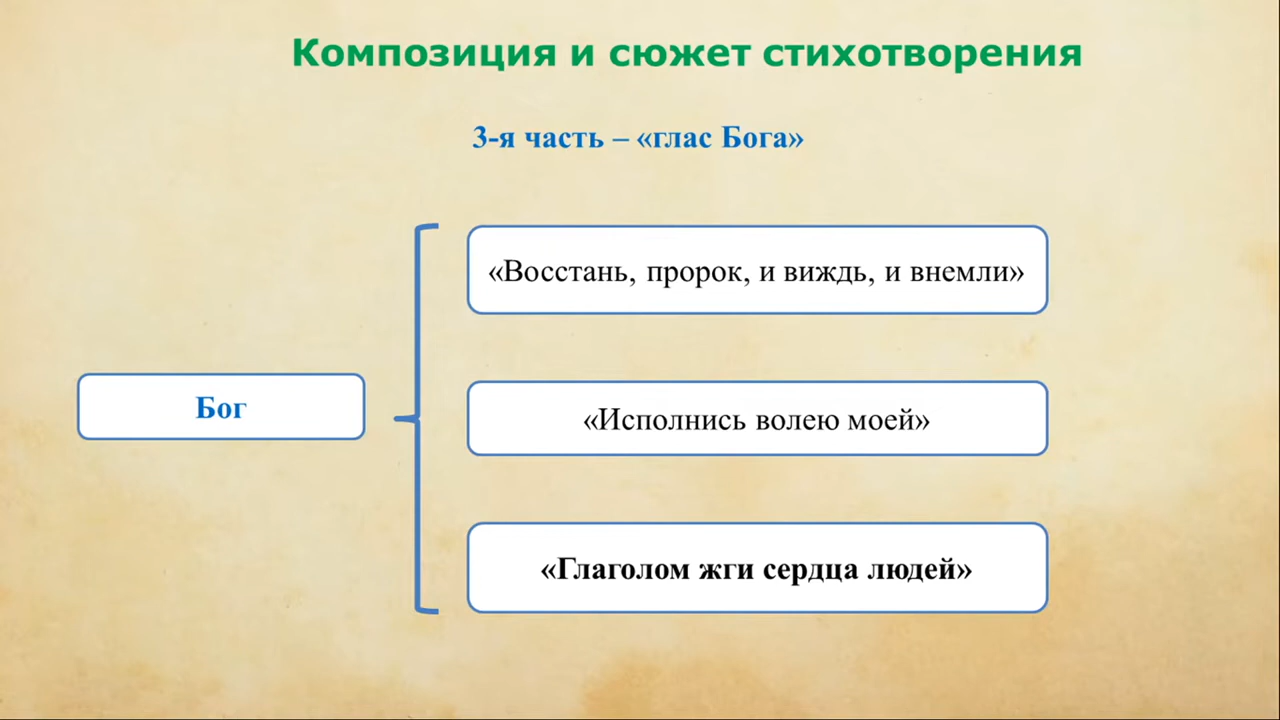 Композиция и сюжет стихотворения
3-я часть – «глас Бога»
«Восстань, пророк, и виждь, и внемли»
Бог
«Исполнись волею моей»
«Глаголом жги сердца людей»